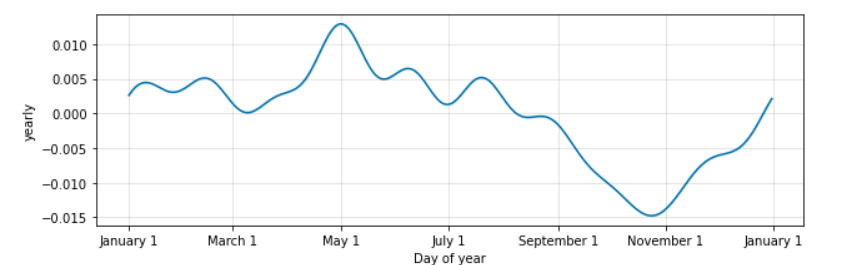 0.010
0.005
0.000
−0.005
−0.010
−0.015
yearly
January 1 March 1 May 1 July 1 September 1 November 1 January 1
Day of year